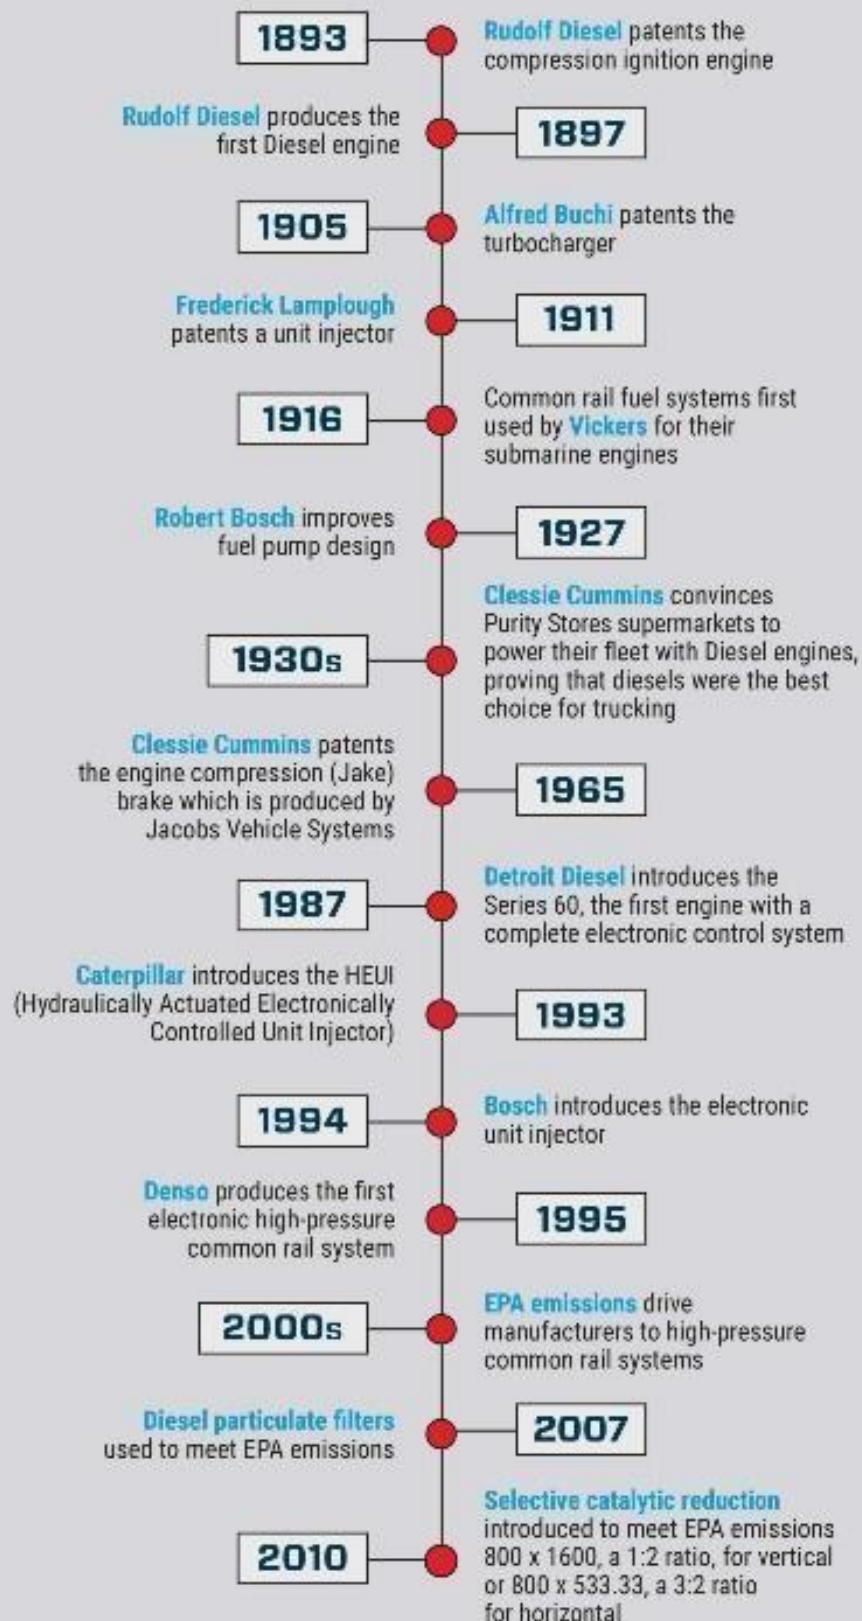 1893
Rudolf Diesel patents the
compression ignition engine
Rudolf Diesel produces the
first Diesel engine
1897
1905
Alfred Buchi patents the
turbocharger
Frederick Lamplough
patents a unit injector
1911
1916
Common rail fuel systems first
used by Vickers for their
submarine engines
Robert Bosch improves
fuel pump design
1927
1930s
Clessie Cummins convinces
Purity Stores supermarkets to
power their fleet with Diesel engines,
proving that diesels were the best
choice for trucking
Clessie Cummins patents
the engine compression (Jake)
brake which is produced by
Jacobs Vehicle Systems
1965
1987
Detroit Diesel introduces the
Series 60, the first engine with a
complete electronic control system
Caterpillar introduces the HEUI
(Hydraulically Actuated Electronically
Controlled Unit Injector)
1993
1994
Bosch introduces the electronic
unit injector
Denso produces the first
electronic high-pressure
common rail system
1995
2000s
EPA emissions drive
manufacturers to high-pressure
common rail systems
Diesel particulate filters
used to meet EPA emissions
2007
2010
Selective catalytic reduction
introduced to meet EPA emissions
800 x 1600, a 1:2 ratio, for vertical
or 800 x 533.33, a 3:2 ratio
for horizontal